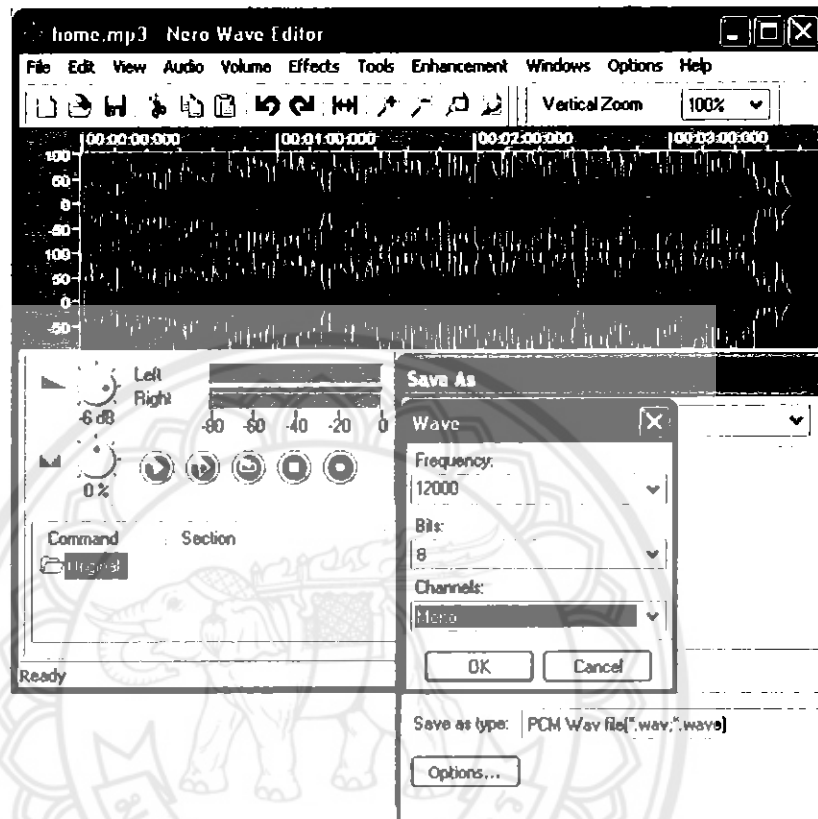 home.mp3 Nero Wave Editor
File Edit View Audio Volume Effects Tools Enhancement Windows Options Help
Vertical Zoom 100%
00:00:00:000 00:01:00:000 00:02:00:000 00:03:00:000
100
50
0
-50
100
50
0
-50
Left
Right
-6 dB
-80 -60 -40 -20 0
0 %
Command Section
Original
Ready
Save As
Wave
Frequency:
12000
Bits:
8
Channels:
Mono
OK Cancel
Save as type: PCM Wav file(*.wav,*.wave)
Options...